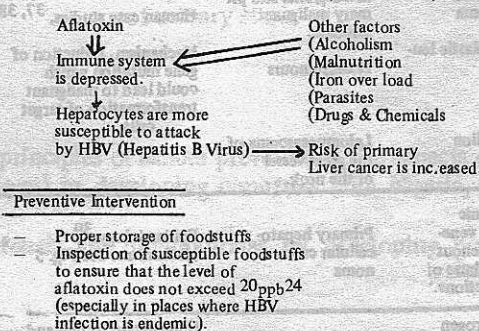 Aflatoxin
Immune system
is depressed.
Hepatocytes are more
susceptible to attack
by HBV (Hepatitis B Virus)
Other factors
(Alcoholism
(Malnutrition
(Iron over load
(Parasites
(Drugs & Chemicals
Risk of primary
Liver cancer is inc.eased
Preventive Intervention
— Proper storage of foodstuffs
— Inspection of susceptible foodstuffs
to ensure that the level of
aflatoxin does not exceed 20ppb24
(especially in places where HBV
infection is endemic).